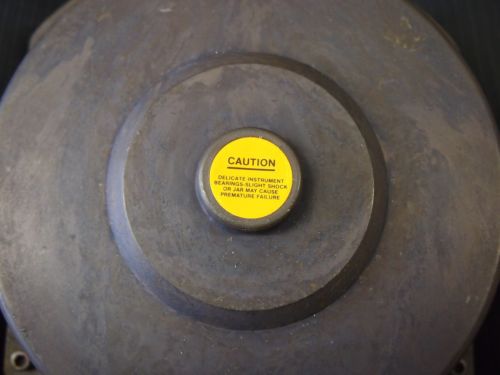 CAUTION
DELICATE INSTRUMENT
BEARINGS-SLIGHT SHOCK
OR JAR MAY CAUSE
PREMATURE FAILURE